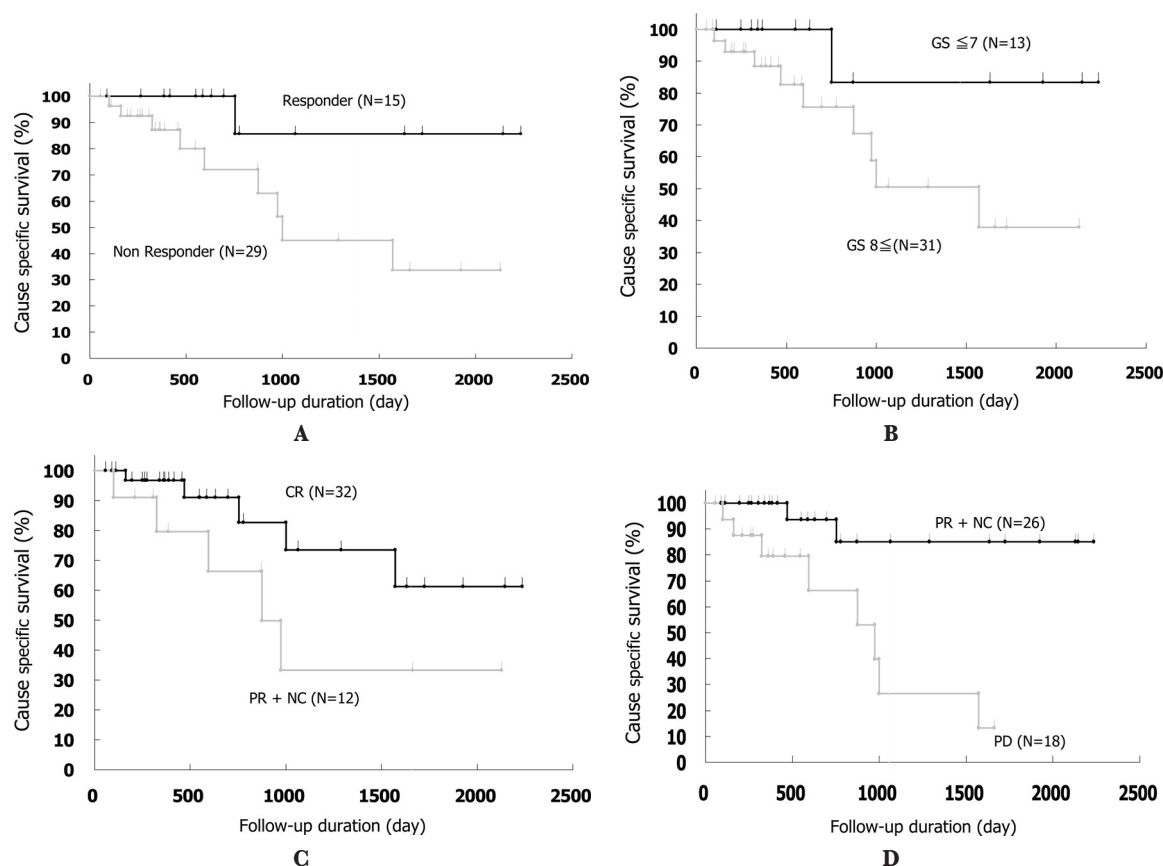 Cause specific survival (%)
100
90
80
70
60
50
40
30
20
10
0
Responder (N=15)
Non Responder (N=29)
0 500 1000 1500 2000 2500
Follow-up duration (day)
A
Cause specific survival (%)
100
90
80
70
60
50
40
30
20
10
0
GS ≦7 (N=13)
GS 8≦(N=31)
0 500 1000 1500 2000 2500
Follow-up duration (day)
B
Cause specific survival (%)
100
90
80
70
60
50
40
30
20
10
0
CR (N=32)
PR + NC (N=12)
0 500 1000 1500 2000 2500
Follow-up duration (day)
C
Cause specific survival (%)
100
90
80
70
60
50
40
30
20
10
0
PR + NC (N=26)
PD (N=18)
0 500 1000 1500 2000 2500
Follow-up duration (day)
D